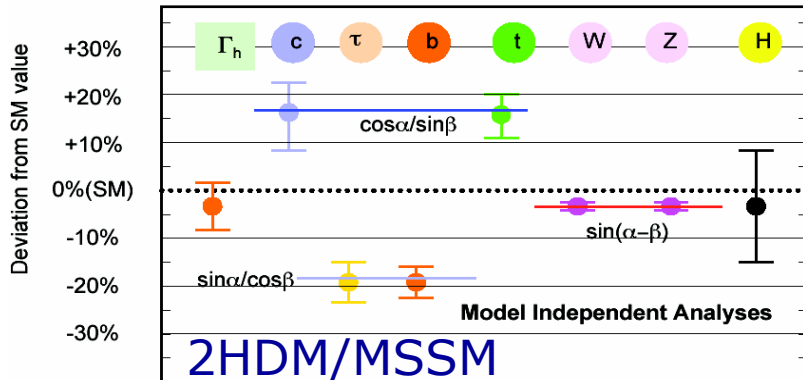 Deviation from SM value
+30%
+20%
+10%
0%(SM)
-10%
-20%
-30%
Γh c τ b t W Z H
cosα/sinβ
sin(α−β)
sinα/cosβ
Model Independent Analyses
2HDM/MSSM